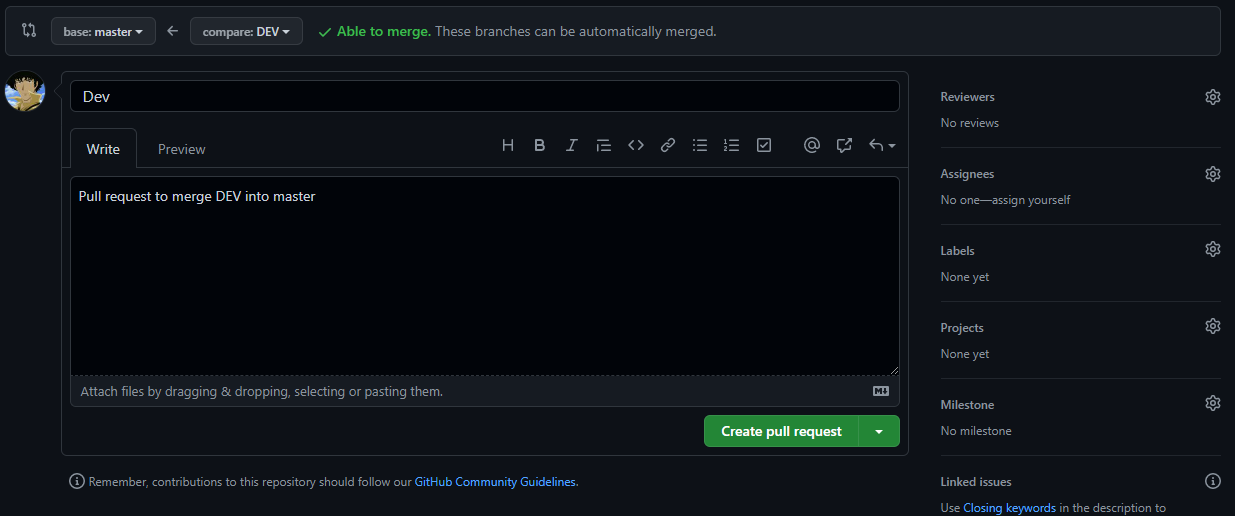 base: master
compare: DEV
Able to merge. These branches can be automatically merged.
Dev
Write
Preview
Pull request to merge DEV into master
Attach files by dragging & dropping, selecting or pasting them.
Create pull request
Remember, contributions to this repository should follow our GitHub Community Guidelines.
Reviewers
No reviews
Assignees
No one—assign yourself
Labels
None yet
Projects
None yet
Milestone
No milestone
Linked issues
Use Closing keywords in the description to